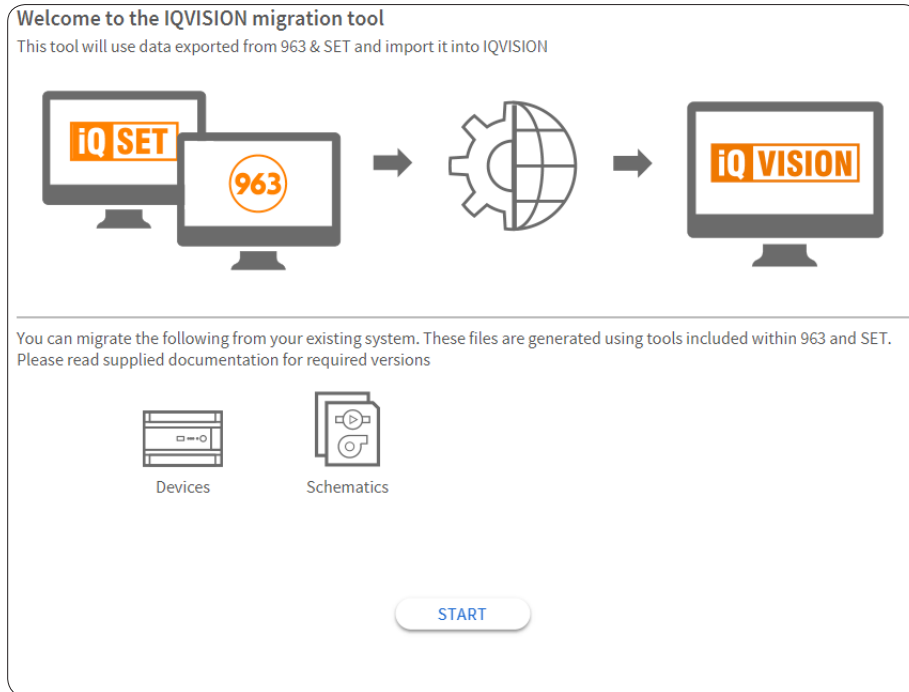 Welcome to the IQVISION migration tool
This tool will use data exported from 963 & SET and import it into IQVISION
iQ SET
963
iQ VISION
You can migrate the following from your existing system. These files are generated using tools included within 963 and SET.
Please read supplied documentation for required versions
Devices
Schematics
START